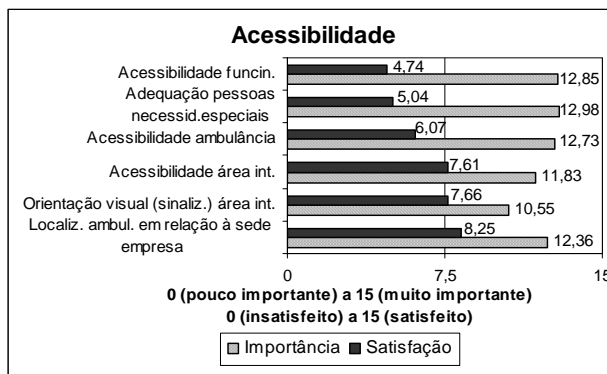 Acessibilidade
Acessibilidade funcin.
4,74
12,85
Adequação pessoas
necessid.especiais
5,04
12,98
Acessibilidade ambulância
6,07
12,73
Acessibilidade área int.
7,61
11,83
Orientação visual (sinaliz.) área int.
7,66
10,55
Localiz. ambul. em relação à sede
empresa
8,25
12,36
0 7,5 15
0 (pouco importante) a 15 (muito importante)
0 (insatisfeito) a 15 (satisfeito)
Importância Satisfação